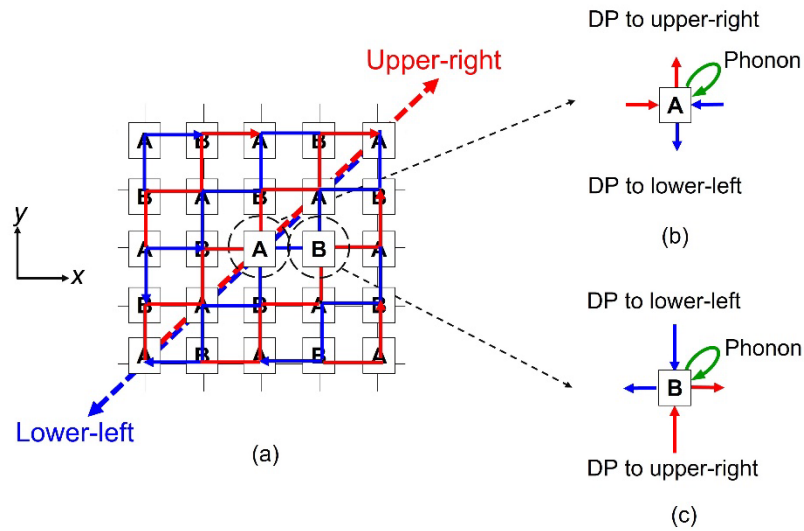 DP to upper-right
Upper-right
Phonon
A
A B A B A
DP to lower-left
B A B A B
(b)
y
A B A B A
x
DP to lower-left
B A B A B
Phonon
B
A B A B A
Lower-left
DP to upper-right
(a)
(c)